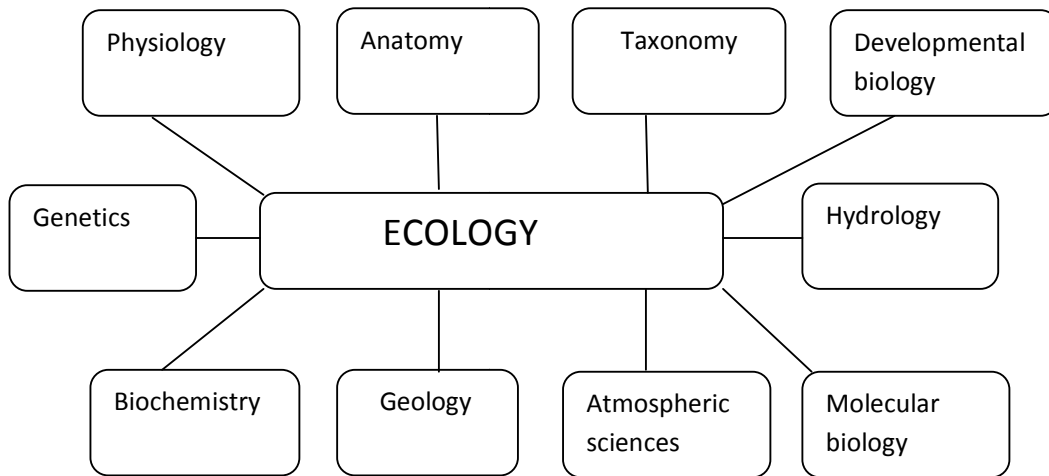 Physiology
Anatomy
Taxonomy
Developmental
biology
Genetics
ECOLOGY
Hydrology
Biochemistry
Geology
Atmospheric
sciences
Molecular
biology